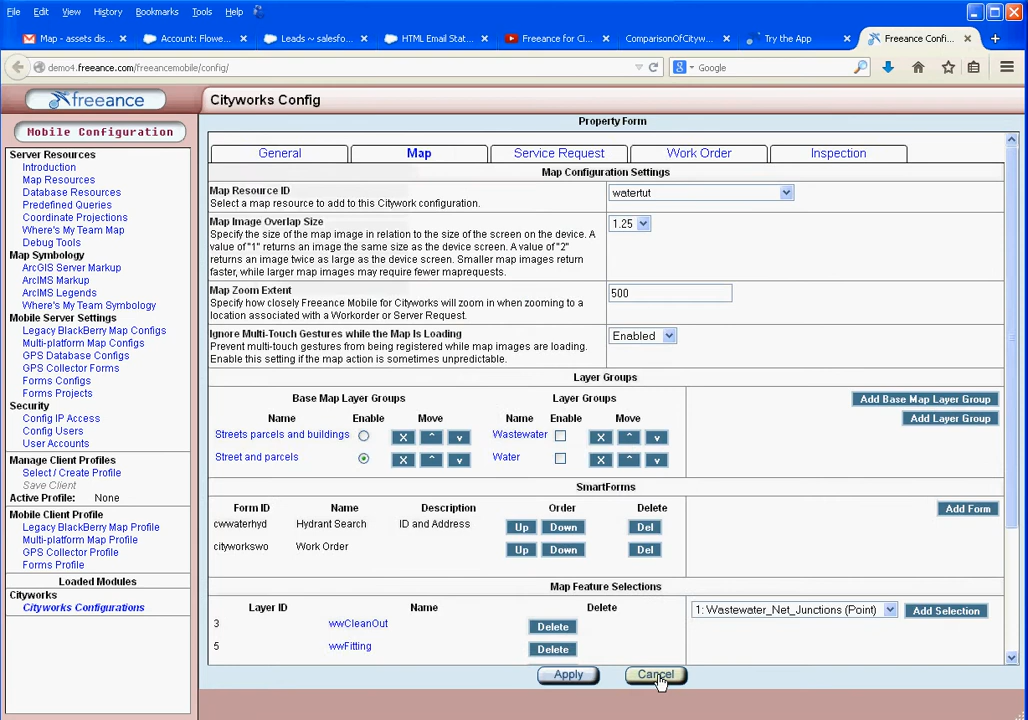 File Edit View History Bookmarks Tools Help
Map - assets dis... Account: Flowe... Leads ~ salesfo... HTML Email Stat... Freeance for Ci... ComparisonOfCityw... Try the App Freeance Confi...
demo4.freeance.com/freeancemobile/config/ Google
freeance
Cityworks Config
Mobile Configuration
Server Resources
Introduction
Map Resources
Database Resources
Predefined Queries
Coordinate Projections
Where's My Team Map
Debug Tools
Map Symbology
ArcGIS Server Markup
ArcIMS Markup
ArcIMS Legends
Where's My Team Symbology
Mobile Server Settings
Legacy BlackBerry Map Configs
Multi-platform Map Configs
GPS Database Configs
GPS Collector Forms
Forms Configs
Forms Projects
Security
Config IP Access
Config Users
User Accounts
Manage Client Profiles
Select / Create Profile
Save Client
Active Profile: None
Mobile Client Profile
Legacy BlackBerry Map Profile
Multi-platform Map Profile
GPS Collector Profile
Forms Profile
Loaded Modules
Cityworks
Cityworks Configurations
Property Form
General Map Service Request Work Order Inspection
Map Configuration Settings
Map Resource ID
Select a map resource to add to this Citywork configuration.
watertut
Map Image Overlap Size
Specify the size of the map image in relation to the size of the screen on the device. A
value of "1" returns an image the same size as the device screen. A value of "2"
returns an image twice as large as the device screen. Smaller map images return
faster, while larger map images may require fewer maprequests.
1.25
Map Zoom Extent
Specify how closely Freeance Mobile for Cityworks will zoom in when zooming to a
location associated with a Workorder or Server Request.
500
Ignore Multi-Touch Gestures while the Map Is Loading
Prevent multi-touch gestures from being registered while map images are loading.
Enable this setting if the map action is sometimes unpredictable.
Enabled
Layer Groups
Base Map Layer Groups Layer Groups
Name Enable Move Name Enable Move
Streets parcels and buildings X ^ v Wastewater X ^ v
Street and parcels X ^ v Water X ^ v
Add Base Map Layer Group
Add Layer Group
SmartForms
Form ID Name Description Order Delete
cwwaterhyd Hydrant Search ID and Address Up Down Del
cityworkswo Work Order Up Down Del
Add Form
Map Feature Selections
Layer ID Name Delete
3 wwCleanOut Delete
5 wwFitting Delete
1: Wastewater_Net_Junctions (Point) Add Selection
Apply Cancel